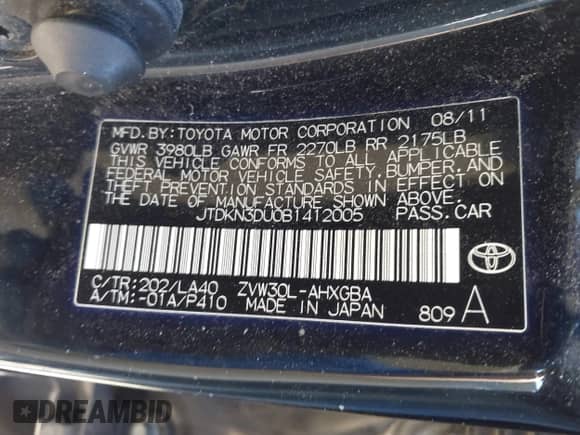 MFD.BY:TOYOTA MOTOR CORPORATION 08/11
GVWR 3980LB GAWR FR 2270LB RR 2175LB
THIS VEHICLE CONFORMS TO ALL APPLICABLE
FEDERAL MOTOR VEHICLE SAFETY,BUMPER,AND
THEFT PREVENTION STANDARDS IN EFFECT ON
THE DATE OF MANUFACTURE SHOWN ABOVE.
JTDKN3DU0B1412005 PASS.CAR
C/TR:202/LA40 ZVW30L-AHXGBA
A/TM:-01A/P410 MADE IN JAPAN 809 A
DREAMBID